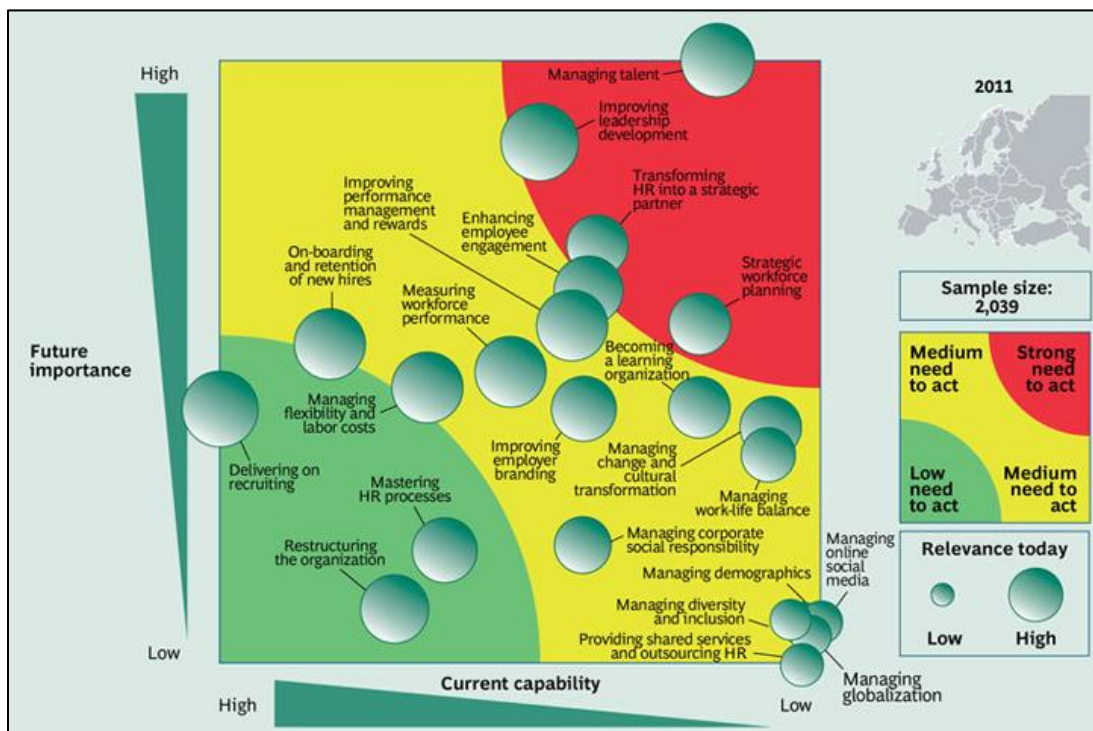 High
Future
importance
Low
Managing talent
Improving
leadership
development
Transforming
HR into a strategic
partner
Improving
performance
management
and rewards
Enhancing
employee
engagement
On-boarding
and retention
of new hires
Measuring
workforce
performance
Strategic
workforce
planning
Becoming
a learning
organization
Managing
flexibility and
labor costs
Delivering on
recruiting
Improving
employer
branding
Managing
change and
cultural
transformation
Managing
work-life balance
Mastering
HR processes
Restructuring
the organization
Managing corporate
social responsibility
Managing
online
social
media
Managing demographics
Managing diversity
and inclusion
Providing shared services
and outsourcing HR
Managing
globalization
High
Current capability
Low
2011
Sample size:
2,039
Medium
need
to act
Strong
need
to act
Low
need
to act
Medium
need to
act
Relevance today
Low
High